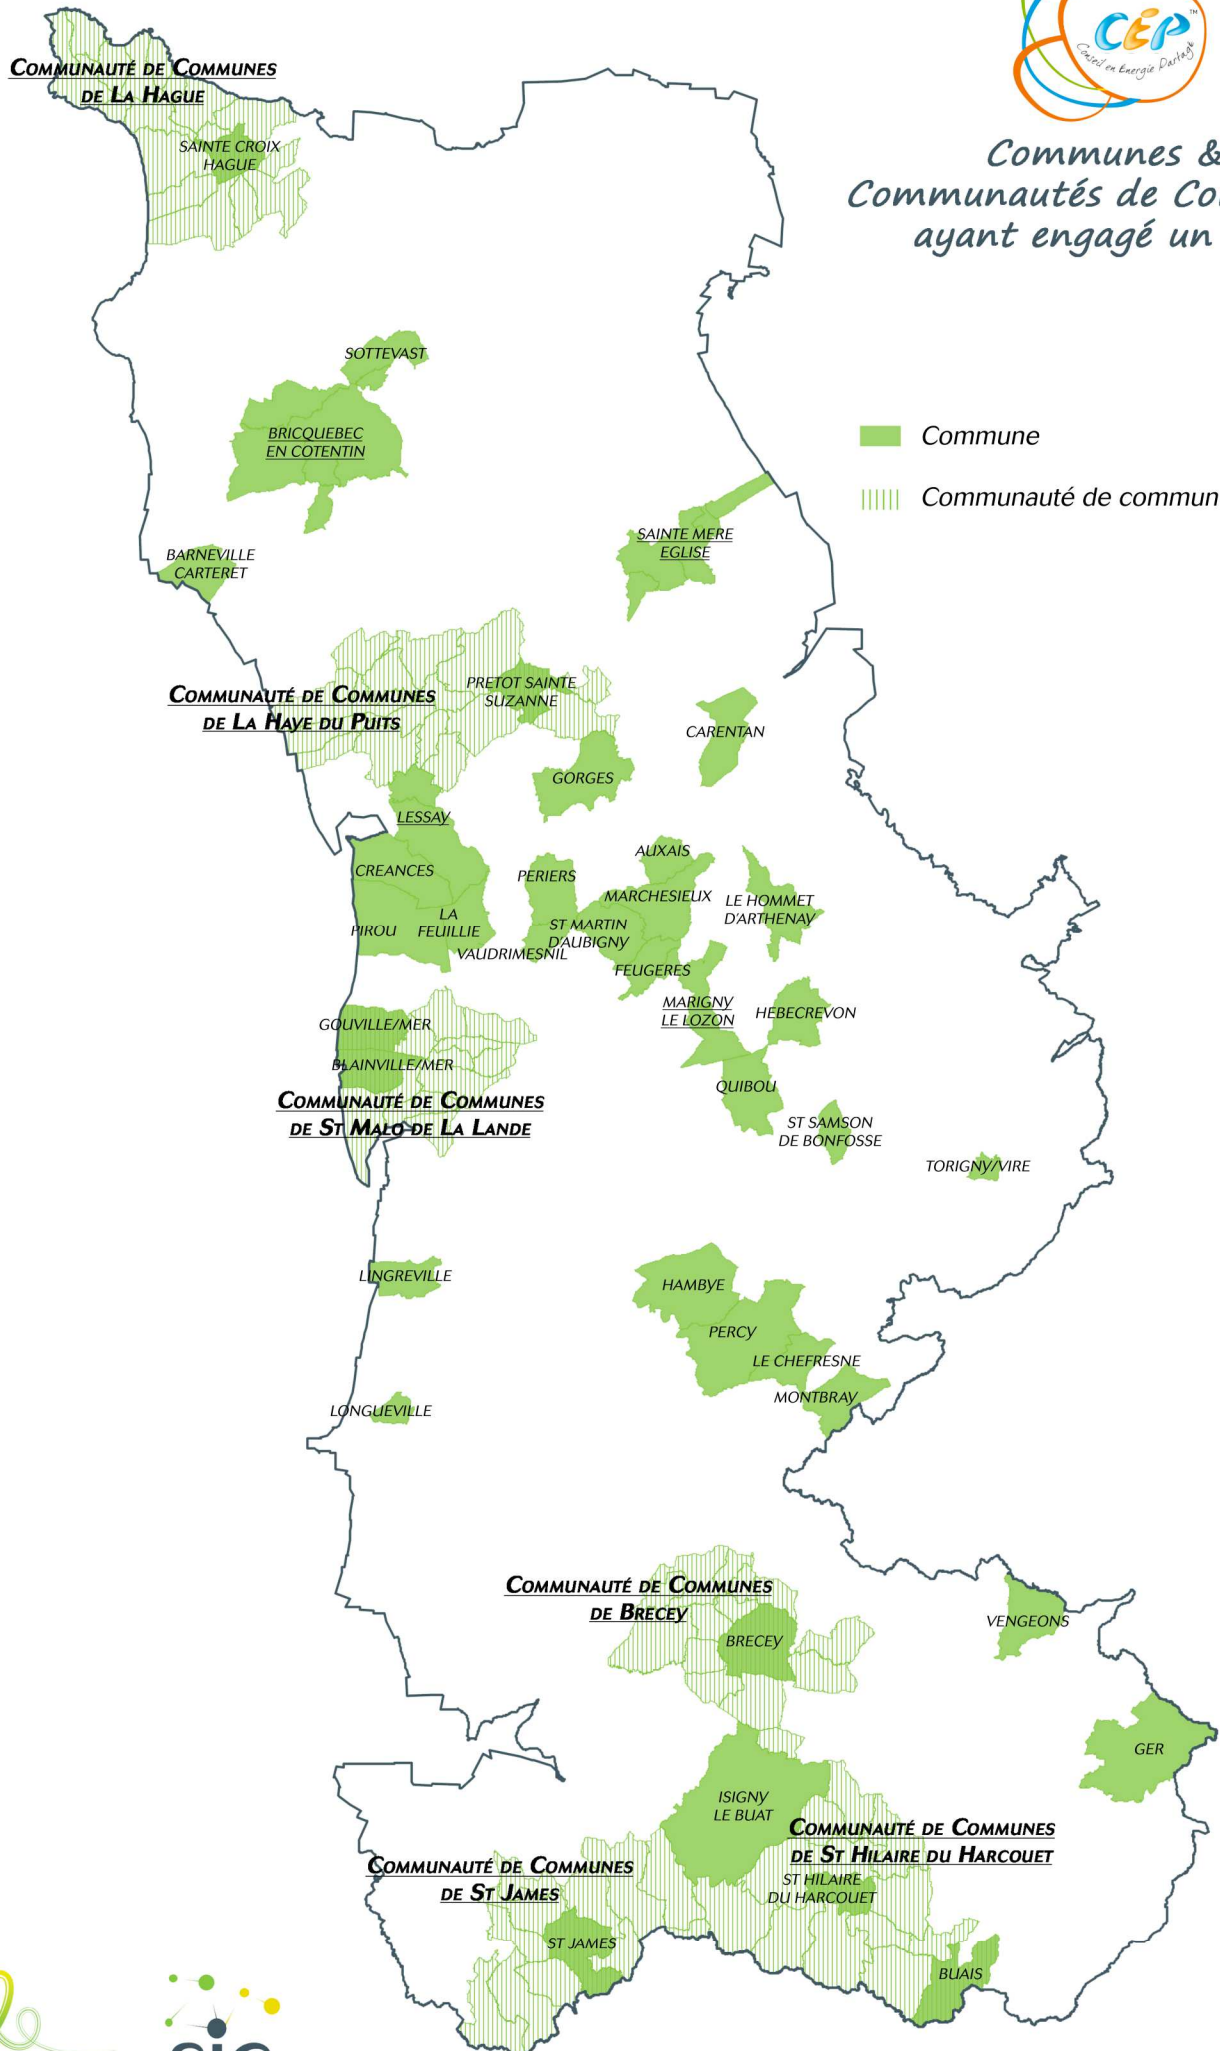 CÉP™
Conseil en Energie Partagé
Communes &
Communautés de Co
ayant engagé un
COMMUNAUTÉ DE COMMUNES
DE LA HAGUE
SAINTE CROIX
HAGUE
SOTTEVAST
BRICQUEBEC
EN COTENTIN
Commune
Communauté de commun
SAINTE MERE
EGLISE
BARNEVILLE
CARTERET
COMMUNAUTÉ DE COMMUNES
DE LA HAYE DU PUITS
PRETOT SAINTE
SUZANNE
CARENTAN
GORGES
LESSAY
CREANCES
PIROU
LA
FEUILLIE
PERIERS
VAUDRIMESNIL
AUXAIS
MARCHESIEUX
ST MARTIN
D'AUBIGNY
FEUGERES
LE HOMMET
D'ARTHENAY
MARIGNY
LE LOZON
HEBECREVON
GOUVILLE/MER
BLAINVILLE/MER
COMMUNAUTÉ DE COMMUNES
DE ST MALO DE LA LANDE
QUIBOU
ST SAMSON
DE BONFOSSE
TORIGNY/VIRE
LINGREVILLE
HAMBYE
PERCY
LE CHEFRESNE
MONTBRAY
LONGUEVILLE
COMMUNAUTÉ DE COMMUNES
DE BRECEY
BRECEY
VENGEONS
GER
ISIGNY
LE BUAT
COMMUNAUTÉ DE COMMUNES
DE ST HILAIRE DU HARCOUET
ST HILAIRE
DU HARCOUET
COMMUNAUTÉ DE COMMUNES
DE ST JAMES
ST JAMES
BUAIS